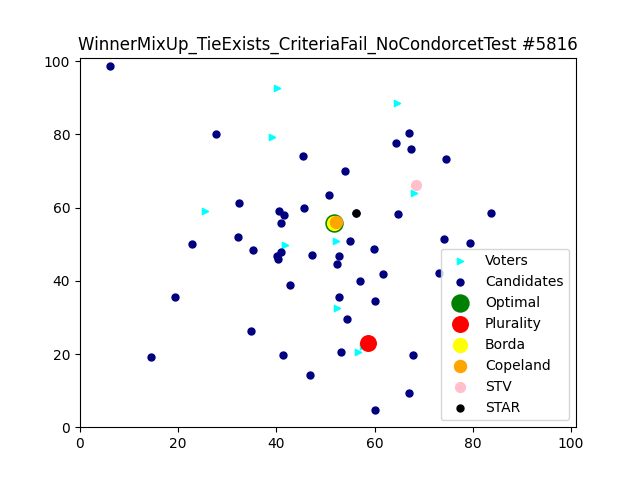 WinnerMixUp_TieExists_CriteriaFail_NoCondorcetTest #5816
100
80
60
40
20
0
0 20 40 60 80 100
Voters
Candidates
Optimal
Plurality
Borda
Copeland
STV
STAR